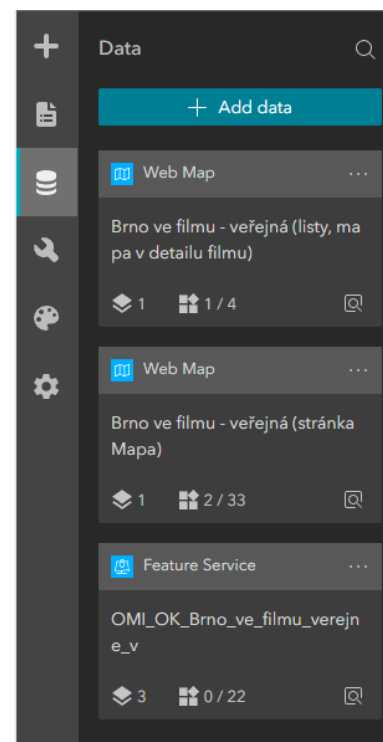 Data
+ Add data
Web Map
Brno ve filmu - veřejná (listy, ma
pa v detailu filmu)
1 1 / 4
Web Map
Brno ve filmu - veřejná (stránka
Mapa)
1 2 / 33
Feature Service
OMI_OK_Brno_ve_filmu_verejn
e_v
3 0 / 22